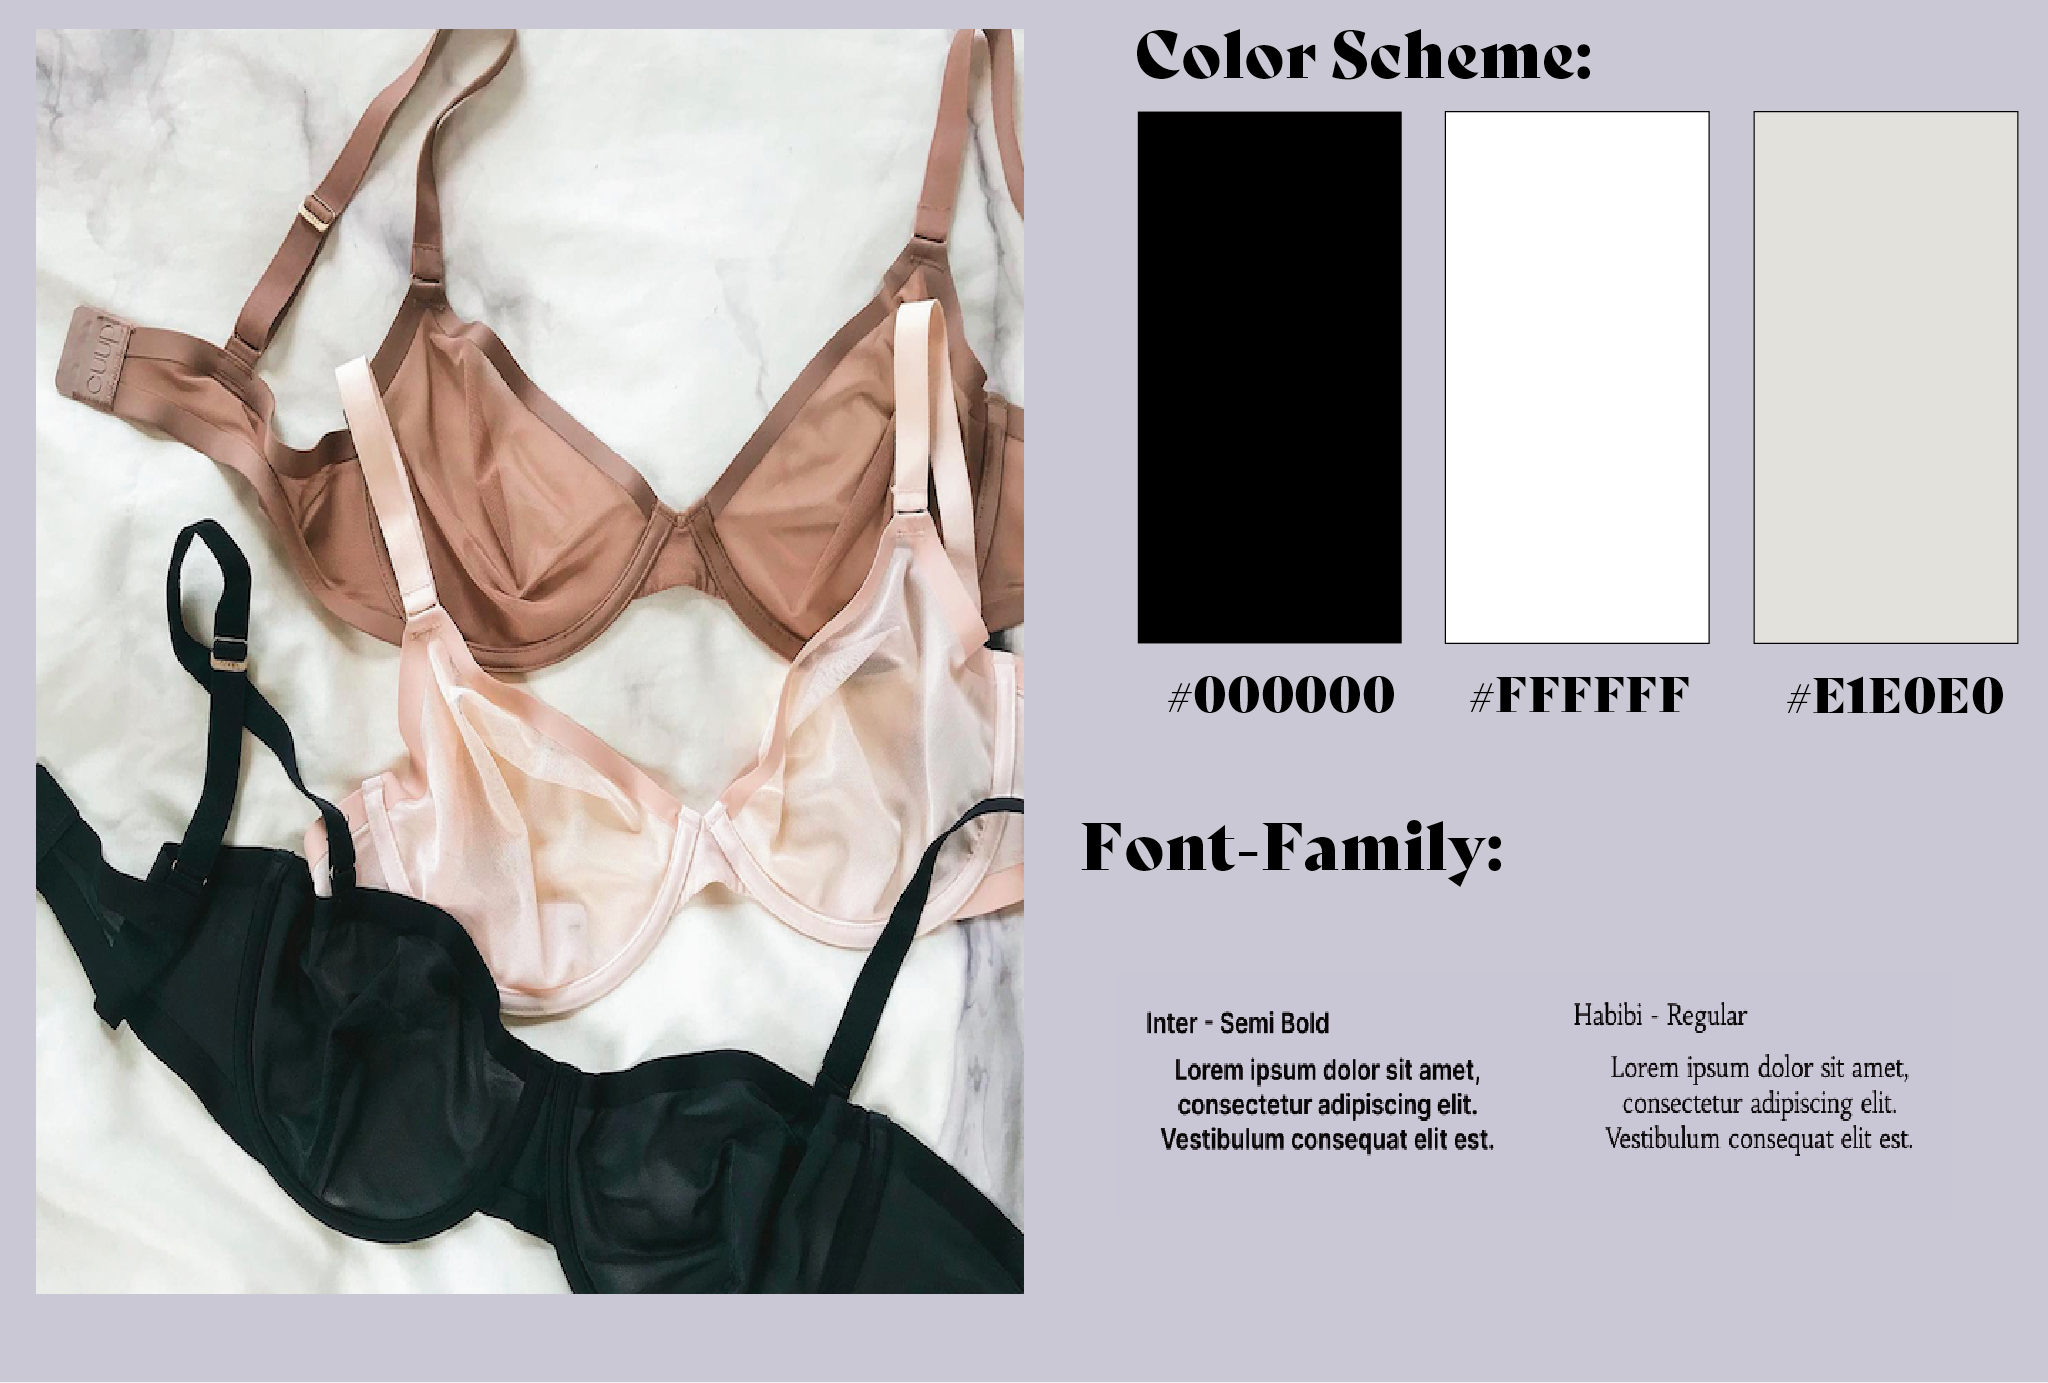 Color Scheme:
#000000
#FFFFFF
#E1E0E0
cuup
Font-Family:
Inter - Semi Bold
Lorem ipsum dolor sit amet,
consectetur adipiscing elit.
Vestibulum consequat elit est.
Habibi - Regular
Lorem ipsum dolor sit amet,
consectetur adipiscing elit.
Vestibulum consequat elit est.